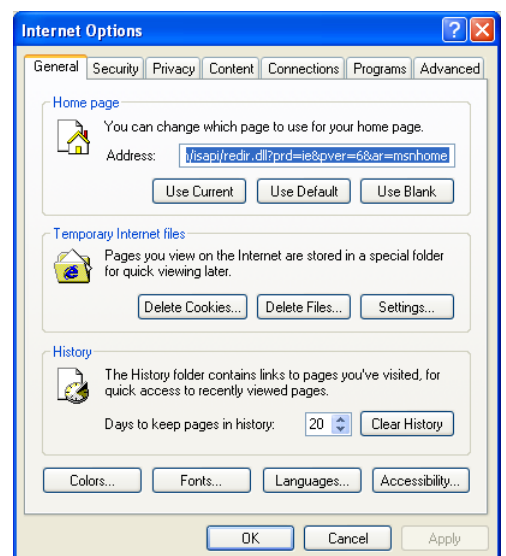 Internet Options
General Security Privacy Content Connections Programs Advanced
Home page
You can change which page to use for your home page.
Address: /isapi/redir.dll?prd=ie&pver=6&ar=msnhome
Use Current Use Default Use Blank
Temporary Internet files
Pages you view on the Internet are stored in a special folder
for quick viewing later.
Delete Cookies... Delete Files... Settings...
History
The History folder contains links to pages you've visited, for
quick access to recently viewed pages.
Days to keep pages in history: 20 Clear History
Colors... Fonts... Languages... Accessibility...
OK Cancel Apply